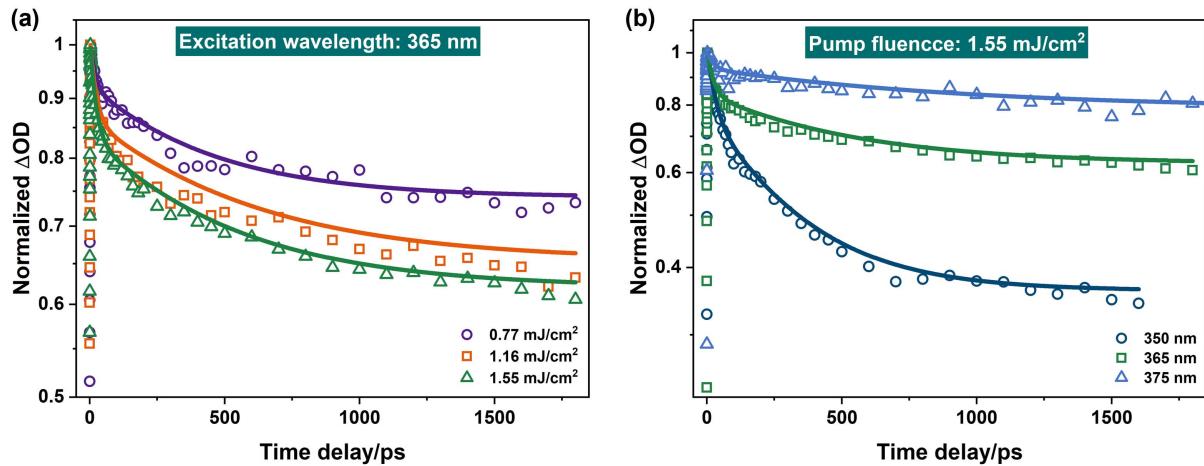 (a)
Excitation wavelength: 365 nm
Normalized ΔOD
1
0.9
0.8
0.7
0.6
0.5
0.77 mJ/cm²
1.16 mJ/cm²
1.55 mJ/cm²
0
500
1000
1500
Time delay/ps
(b)
Pump fluencce: 1.55 mJ/cm²
Normalized ΔOD
1
0.8
0.6
0.4
350 nm
365 nm
375 nm
0
500
1000
1500
Time delay/ps